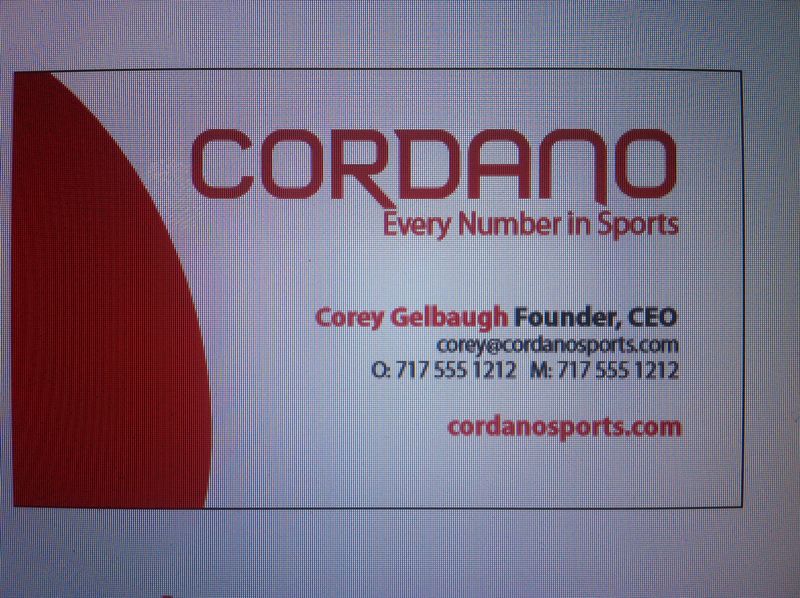 CORDANO
Every Number in Sports
Corey Gelbaugh Founder, CEO
corey@cordanosports.com
O: 717 555 1212 M: 717 555 1212
cordanosports.com